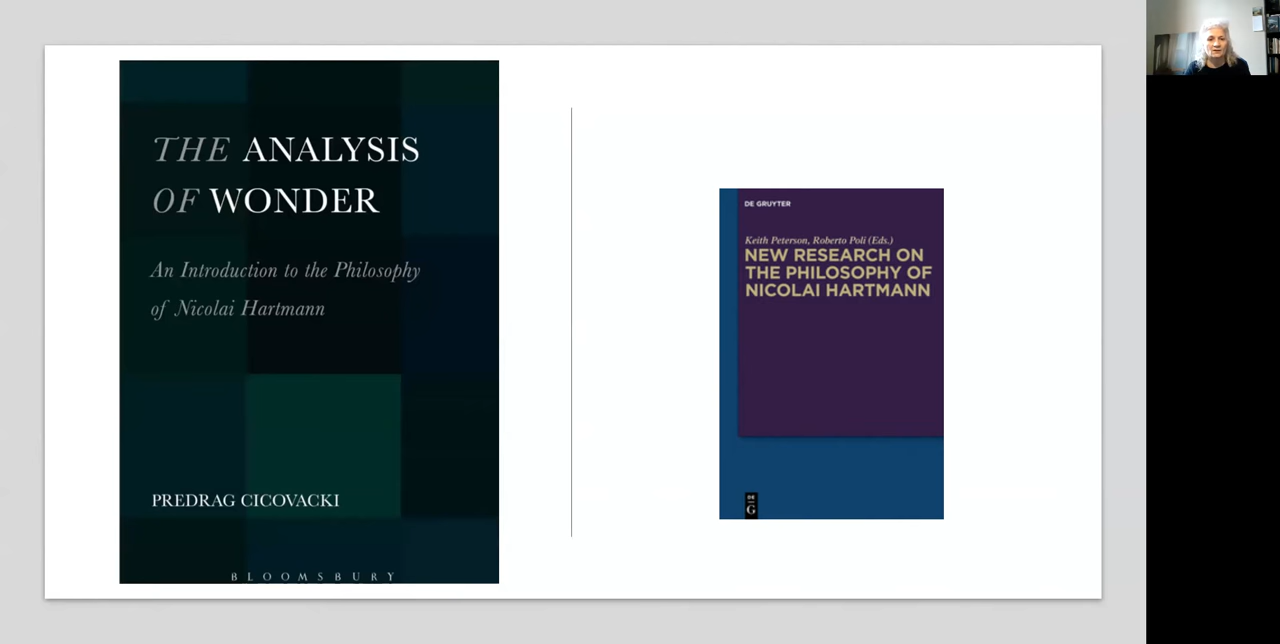 THE ANALYSIS
OF WONDER
An Introduction to the Philosophy
of Nicolai Hartmann
PREDRAG CICOVACKI
BLOOMSBURY
DE GRUYTER
Keith Peterson, Roberto Poli (Eds.)
NEW RESEARCH ON
THE PHILOSOPHY OF
NICOLAI HARTMANN
DE
G